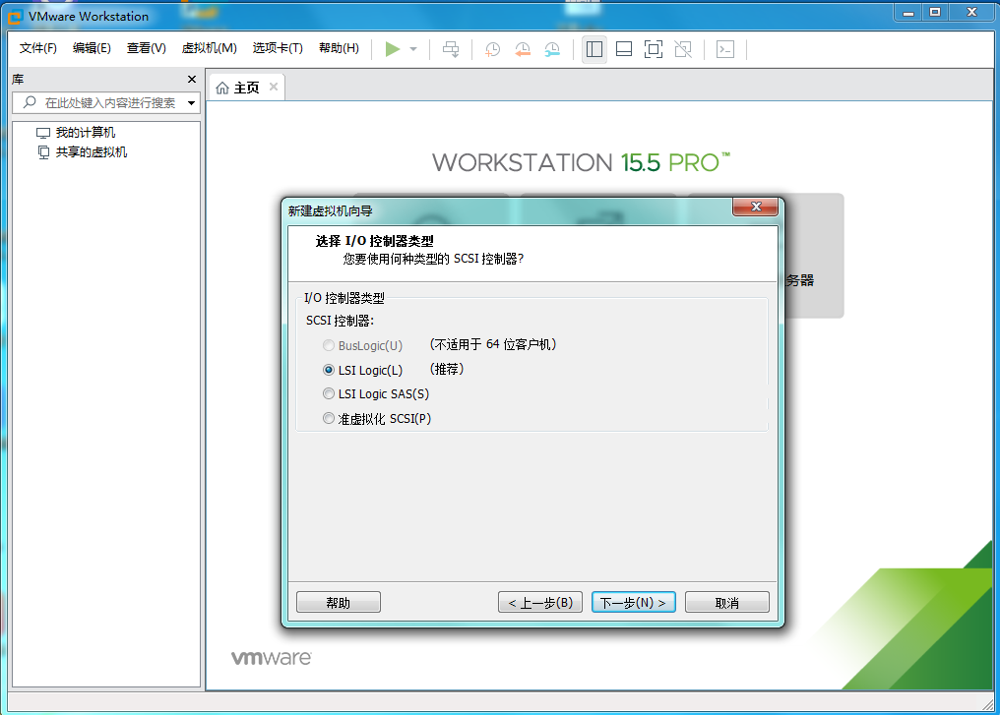 VMware Workstation
文件(F) 编辑(E) 查看(V) 虚拟机(M) 选项卡(T) 帮助(H)
库
主页
在此处键入内容进行搜索
我的计算机
共享的虚拟机
WORKSTATION 15.5 PRO™
新建虚拟机向导
选择 I/O 控制器类型
您要使用何种类型的 SCSI 控制器?
务器
I/O 控制器类型
SCSI 控制器:
BusLogic(U) (不适用于 64 位客户机)
LSI Logic(L) (推荐)
LSI Logic SAS(S)
准虚拟化 SCSI(P)
帮助 < 上一步(B) 下一步(N) > 取消
vmware